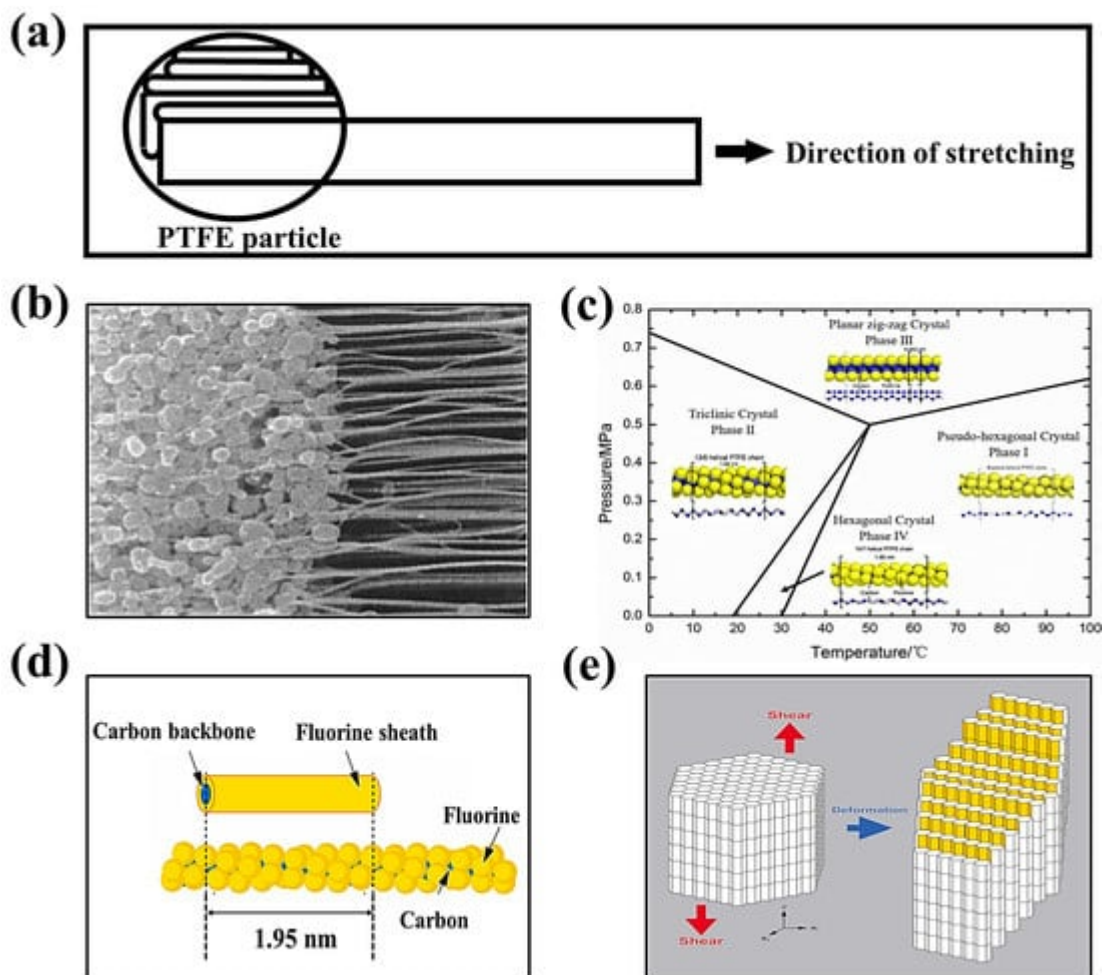 (a)
Direction of stretching
PTFE particle
(b)
(c)
0.8
0.7
0.6
0.5
0.4
0.3
0.2
0.1
0.0
Pressure/MPa
Planar zig-zag Crystal
Phase III
Triclinic Crystal
Phase II
Pseudo-hexagonal Crystal
Phase I
Hexagonal Crystal
Phase IV
0 10 20 30 40 50 60 70 80 90 100
Temperature/℃
(d)
Carbon backbone
Fluorine sheath
Fluorine
Carbon
1.95 nm
(e)
Shear
Deformation
Shear